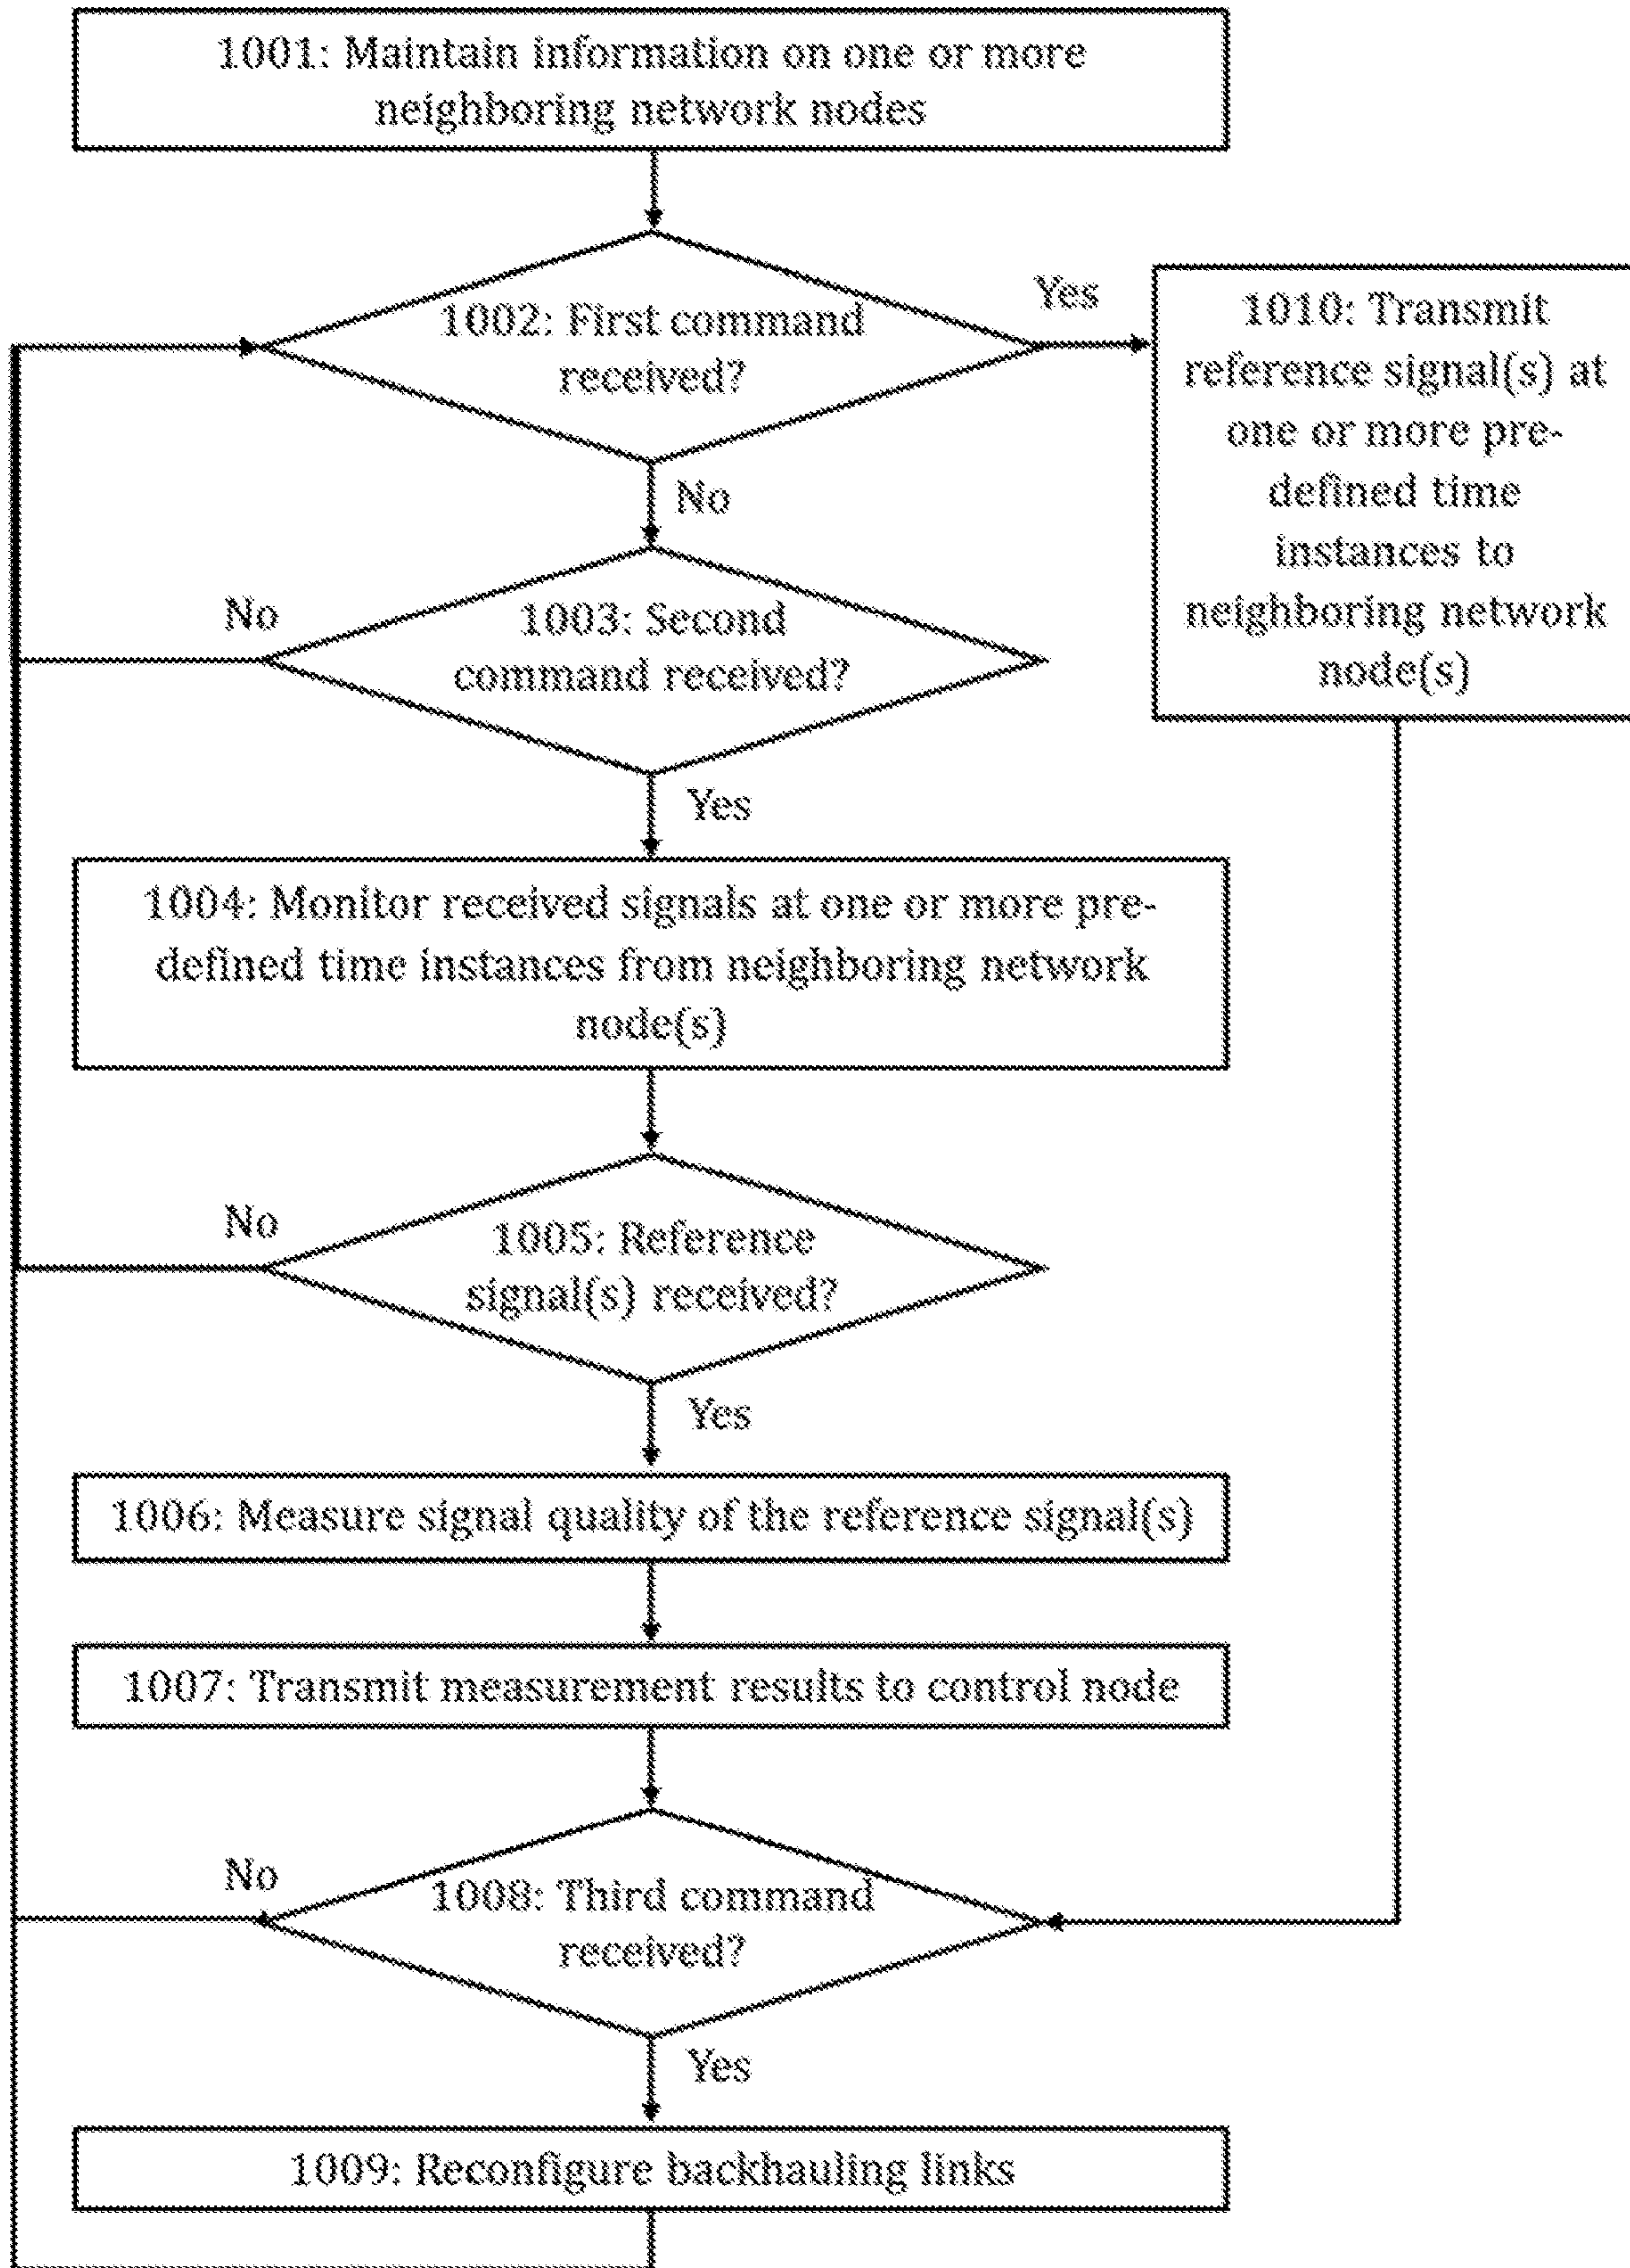 1001: Maintain information on one or more
neighboring network nodes
1002: First command
received?
Yes
1010: Transmit
reference signal(s) at
one or more pre-
defined time
instances to
neighboring network
node(s)
No
No
1003: Second
command received?
Yes
1004: Monitor received signals at one or more pre-
defined time instances from neighboring network
node(s)
No
1005: Reference
signal(s) received?
Yes
1006: Measure signal quality of the reference signal(s)
1007: Transmit measurement results to control node
No
1008: Third command
received?
Yes
1009: Reconfigure backhauling links